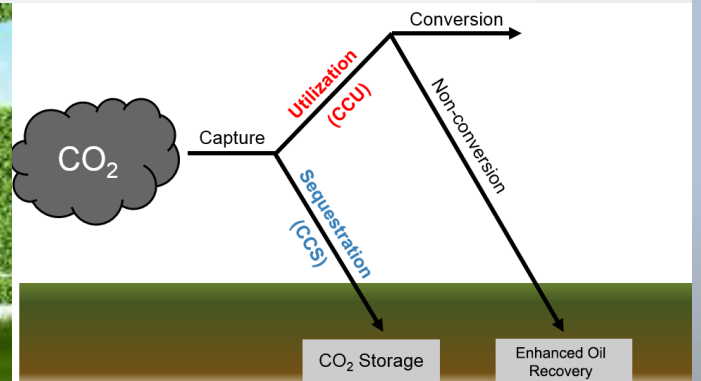 Conversion
Utilization
(CCU)
Non-conversion
Capture
CO₂
Sequestration
(CCS)
CO₂ Storage
Enhanced Oil
Recovery